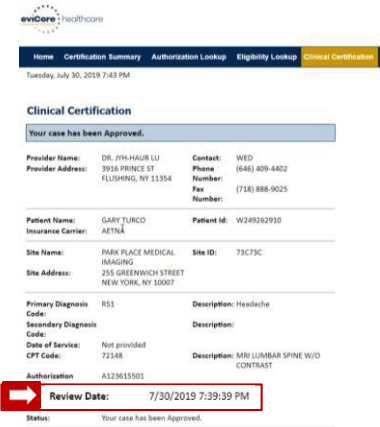 eviCore healthcare
Home Certification Summary Authorization Lookup Eligibility Lookup Clinical Certification
Tuesday, July 30, 2019 7:43 PM
Clinical Certification
Your case has been Approved.
Provider Name: DR. JYH-HAUR LU Contact: WED
Provider Address: 3916 PRINCE ST Phone (646) 409-4402
FLUSHING, NY 11354 Number:
Fax (718) 888-9025
Number:
Patient Name: GARY TURCO Patient Id: W249262910
Insurance Carrier: AETNA
Site Name: PARK PLACE MEDICAL Site ID: 73C73C
IMAGING
Site Address: 255 GREENWICH STREET
NEW YORK, NY 10007
Primary Diagnosis R51 Description: Headache
Code:
Secondary Diagnosis Description:
Code:
Date of Service: Not provided
CPT Code: 72148 Description: MRI LUMBAR SPINE W/O
CONTRAST
Authorization A123615501
Review Date: 7/30/2019 7:39:39 PM
Status: Your case has been Approved.